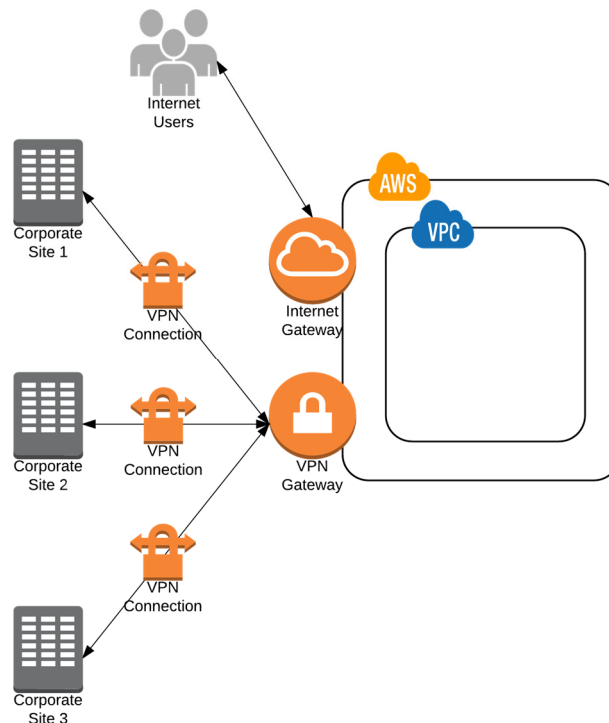 Internet
Users
AWS
VPC
Corporate
Site 1
VPN
Connection
Internet
Gateway
Corporate
Site 2
VPN
Connection
VPN
Gateway
VPN
Connection
Corporate
Site 3